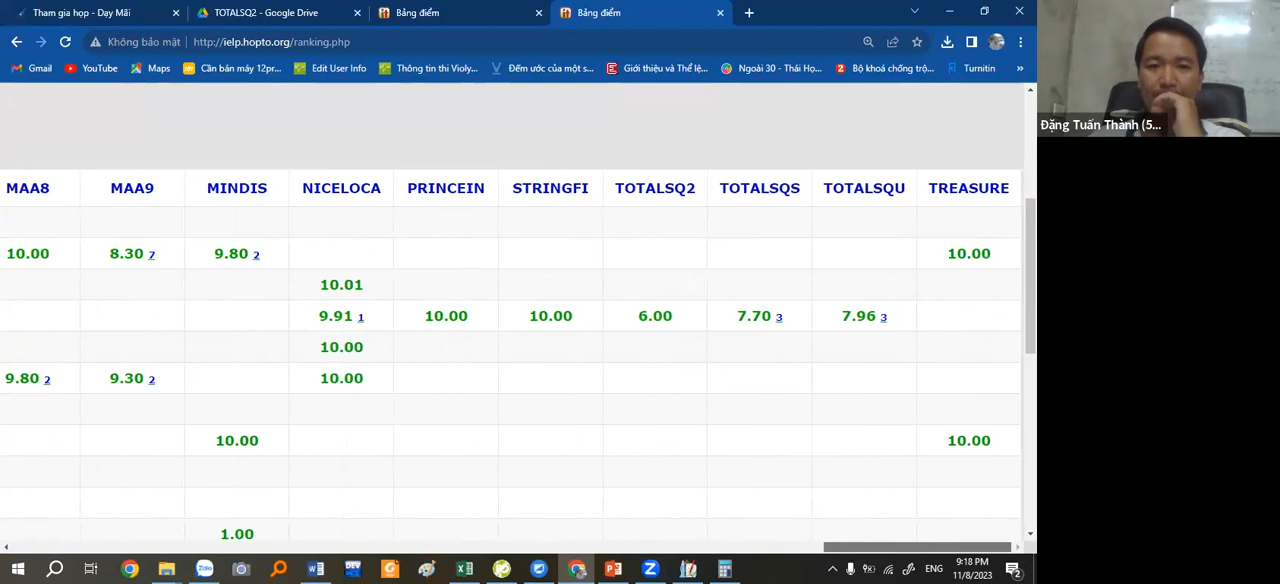 Tham gia họp - Dạy Mãi
TOTALSQ2 - Google Drive
Bảng điểm
Bảng điểm
Không bảo mật
http://ielp.hopto.org/ranking.php
Gmail
YouTube
Maps
Cần bán máy 12pr...
Edit User Info
Thông tin thi Violy...
Đếm ước của một s...
Giới thiệu và Thể lệ...
Ngoài 30 - Thái Họ...
Bộ khoá chống trộ...
Turnitin
»
Đặng Tuấn Thành (5...
MAA8 MAA9 MINDIS NICELOCA PRINCEIN STRINGFI TOTALSQ2 TOTALSQS TOTALSQU TREASURE
10.00 8.30 7 9.80 2 10.00
10.01
9.91 1 10.00 10.00 6.00 7.70 3 7.96 3
10.00
9.80 2 9.30 2 10.00
10.00 10.00
1.00
ENG
9:18 PM
11/8/2023
2